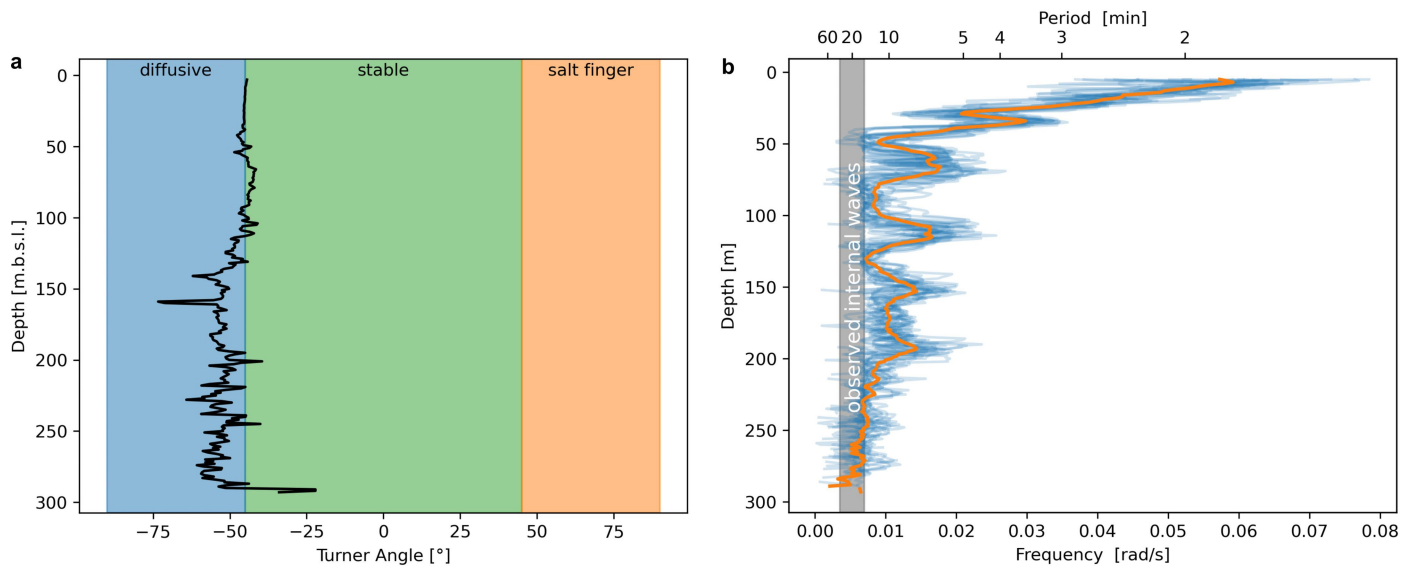 a
diffusive
stable
salt finger
0
50
100
150
200
250
300
Depth [m.b.s.l.]
−75
−50
−25
0
25
50
75
Turner Angle [°]
b
Period [min]
60 20 10 5 4 3 2
0
50
100
150
200
250
300
Depth [m]
observed internal waves
0.00 0.01 0.02 0.03 0.04 0.05 0.06 0.07 0.08
Frequency [rad/s]